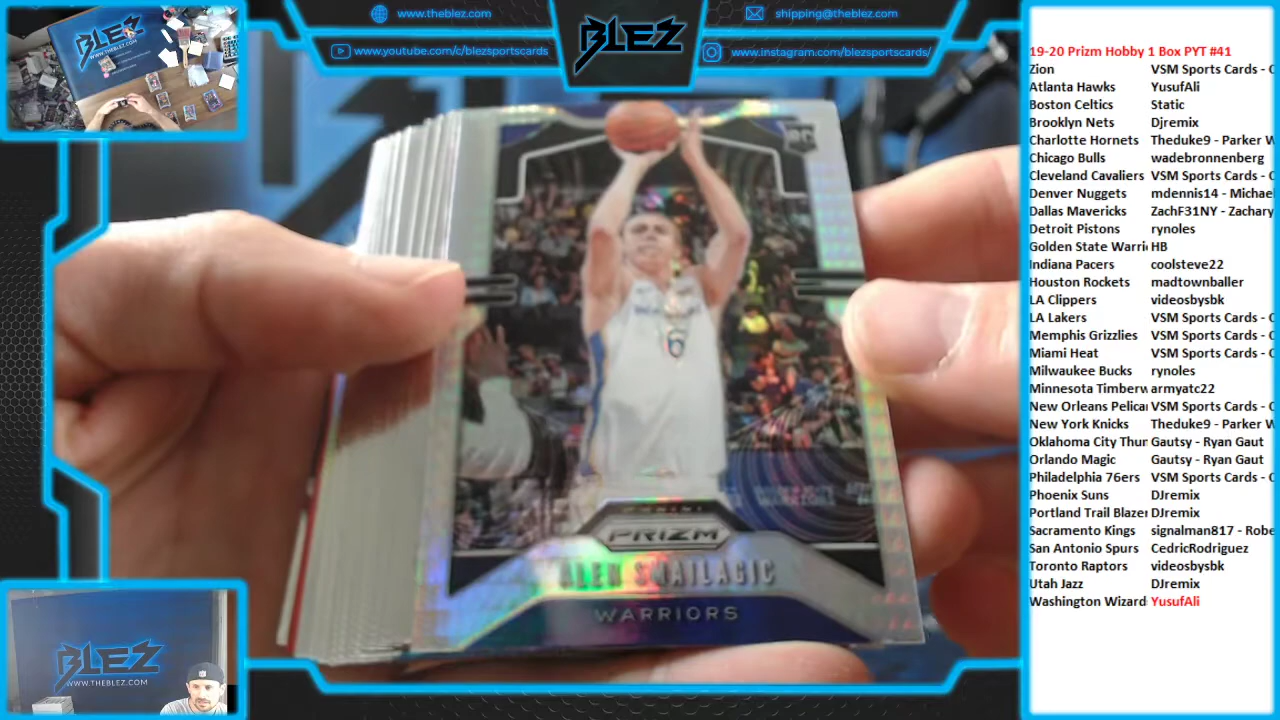 BLEZ
WWW.THEBLEZ.COM
www.theblez.com
www.youtube.com/c/blezsportscards
BLEZ
shipping@theblez.com
www.instagram.com/blezsportscards/
RC
6
PANINI
PRIZM
ALEN SMAILAGIC
WARRIORS
BLEZ
WWW.THEBLEZ.COM
19-20 Prizm Hobby 1 Box PYT #41
Zion VSM Sports Cards - C
Atlanta Hawks YusufAli
Boston Celtics Static
Brooklyn Nets Djremix
Charlotte Hornets Theduke9 - Parker W
Chicago Bulls wadebronnenberg
Cleveland Cavaliers VSM Sports Cards - C
Denver Nuggets mdennis14 - Michae
Dallas Mavericks ZachF31NY - Zachary
Detroit Pistons rynoles
Golden State Warri HB
Indiana Pacers coolsteve22
Houston Rockets madtownballer
LA Clippers videosbysbk
LA Lakers VSM Sports Cards - C
Memphis Grizzlies VSM Sports Cards - C
Miami Heat VSM Sports Cards - C
Milwaukee Bucks rynoles
Minnesota Timberw armyatc22
New Orleans Pelica VSM Sports Cards - C
New York Knicks Theduke9 - Parker W
Oklahoma City Thun Gautsy - Ryan Gaut
Orlando Magic Gautsy - Ryan Gaut
Philadelphia 76ers VSM Sports Cards - C
Phoenix Suns DJremix
Portland Trail Blazer DJremix
Sacramento Kings signalman817 - Robe
San Antonio Spurs CedricRodriguez
Toronto Raptors videosbysbk
Utah Jazz DJremix
Washington Wizard YusufAli